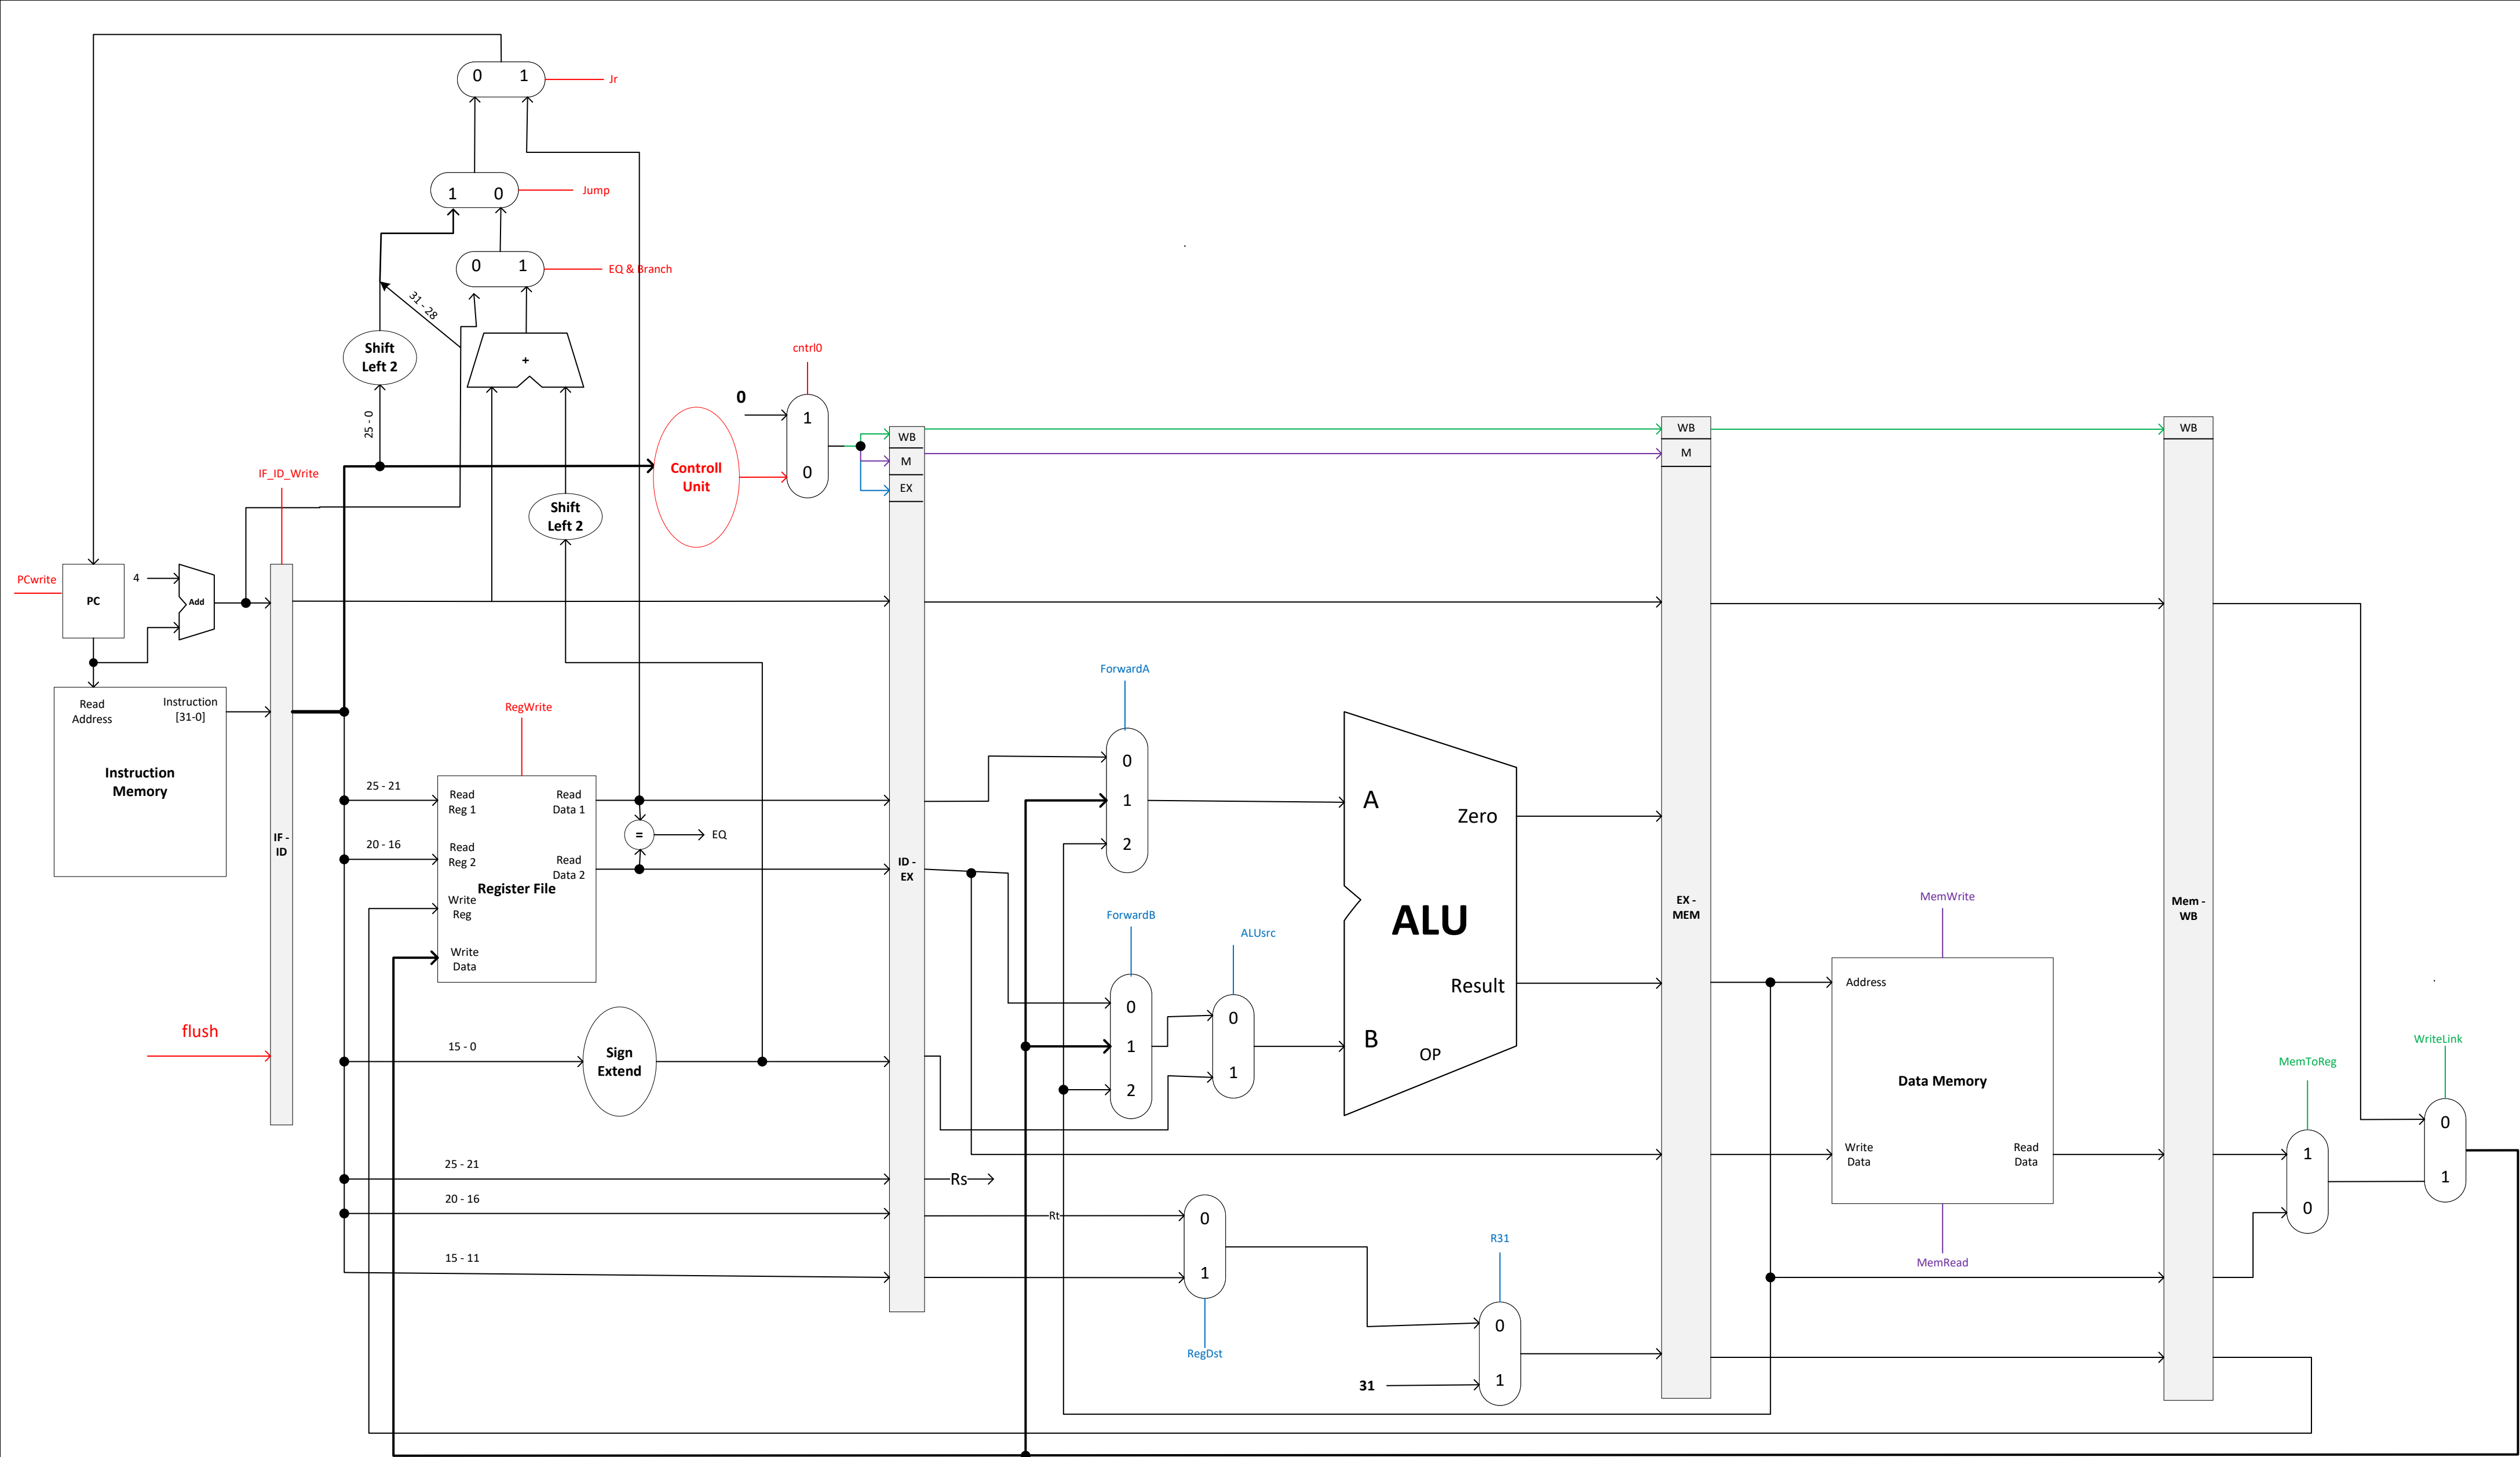 0 1
Jr
1 0
Jump
0 1
EQ & Branch
31 - 28
Shift
Left 2
+
cntrl0
0
1
0
25 - 0
WB
M
EX
WB
M
WB
Controll
Unit
IF_ID_Write
Shift
Left 2
PCwrite
PC
4
Add
ForwardA
Read
Address
Instruction
[31-0]
RegWrite
Instruction
Memory
0
1
2
25 - 21
Read
Reg 1
Read
Data 1
A
Zero
=
EQ
IF -
ID
20 - 16
Read
Reg 2
Read
Data 2
Register File
ID -
EX
Write
Reg
Write
Data
ForwardB
ALUsrc
ALU
EX -
MEM
MemWrite
Mem -
WB
0
1
2
0
1
Result
B
OP
Address
flush
15 - 0
Sign
Extend
Data Memory
WriteLink
MemToReg
0
1
Write
Data
Read
Data
1
0
25 - 21
Rs
20 - 16
Rt
0
1
15 - 11
R31
MemRead
RegDst
0
1
31